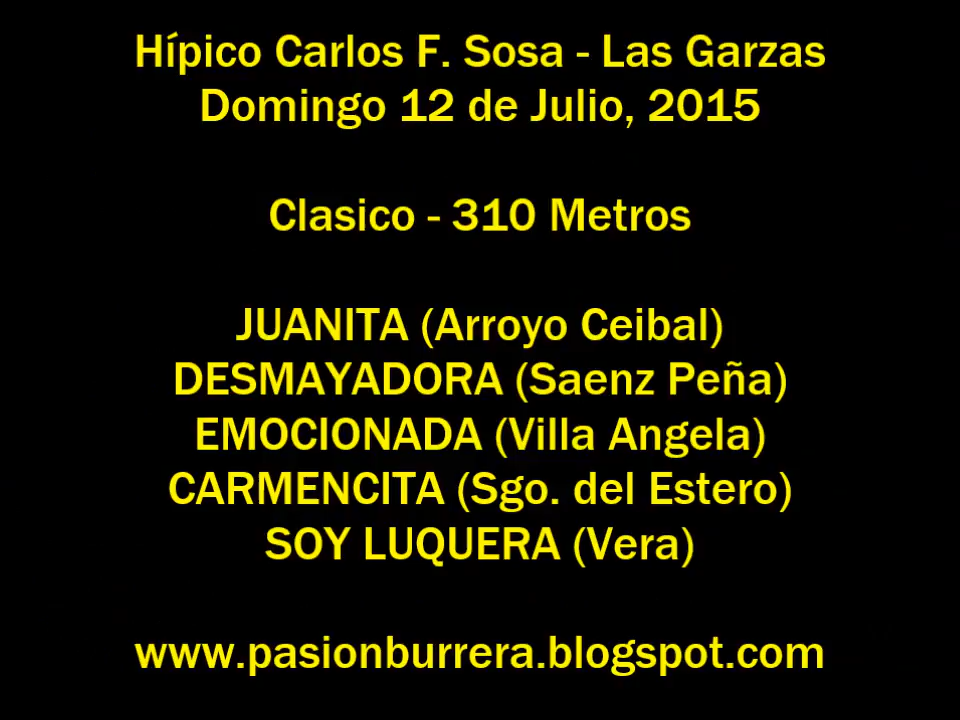 Hípico Carlos F. Sosa - Las Garzas
Domingo 12 de Julio, 2015
Clasico - 310 Metros
JUANITA (Arroyo Ceibal)
DESMAYADORA (Saenz Peña)
EMOCIONADA (Villa Angela)
CARMENCITA (Sgo. del Estero)
SOY LUQUERA (Vera)
www.pasionburrera.blogspot.com